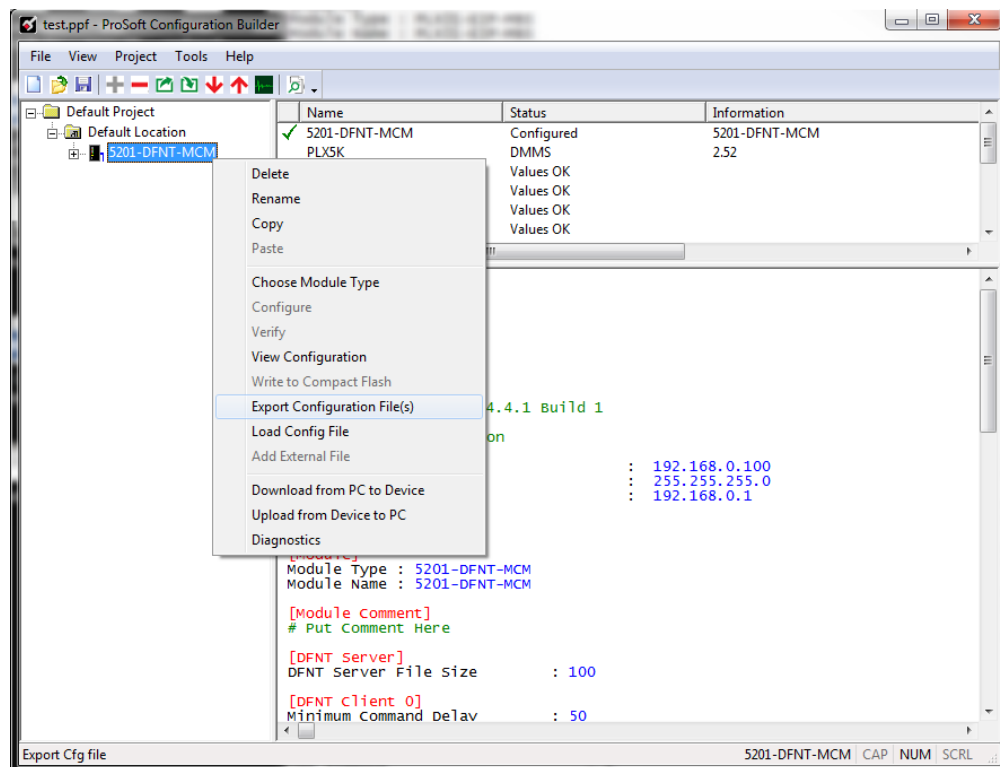 test.ppf - ProSoft Configuration Builder
File View Project Tools Help
Default Project
Default Location
5201-DFNT-MCM
Name Status Information
5201-DFNT-MCM Configured 5201-DFNT-MCM
PLX5K DMMS 2.52
Values OK
Values OK
Values OK
Values OK
Delete
Rename
Copy
Paste
Choose Module Type
Configure
Verify
View Configuration
Write to Compact Flash
Export Configuration File(s)
Load Config File
Add External File
Download from PC to Device
Upload from Device to PC
Diagnostics
4.4.1 Build 1
on
: 192.168.0.100
: 255.255.255.0
: 192.168.0.1
[Module]
Module Type : 5201-DFNT-MCM
Module Name : 5201-DFNT-MCM
[Module Comment]
# Put Comment Here
[DFNT Server]
DFNT Server File Size : 100
[DFNT Client 0]
Minimum Command Delay : 50
Export Cfg file 5201-DFNT-MCM CAP NUM SCRL